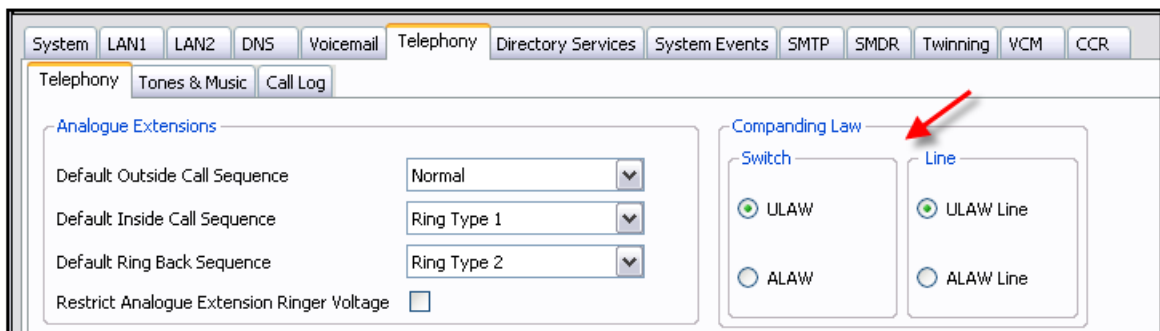 System LAN1 LAN2 DNS Voicemail Telephony Directory Services System Events SMTP SMDR Twinning VCM CCR
Telephony Tones & Music Call Log
Analogue Extensions
Default Outside Call Sequence Normal
Default Inside Call Sequence Ring Type 1
Default Ring Back Sequence Ring Type 2
Restrict Analogue Extension Ringer Voltage
Companding Law
Switch Line
ULAW ULAW Line
ALAW ALAW Line